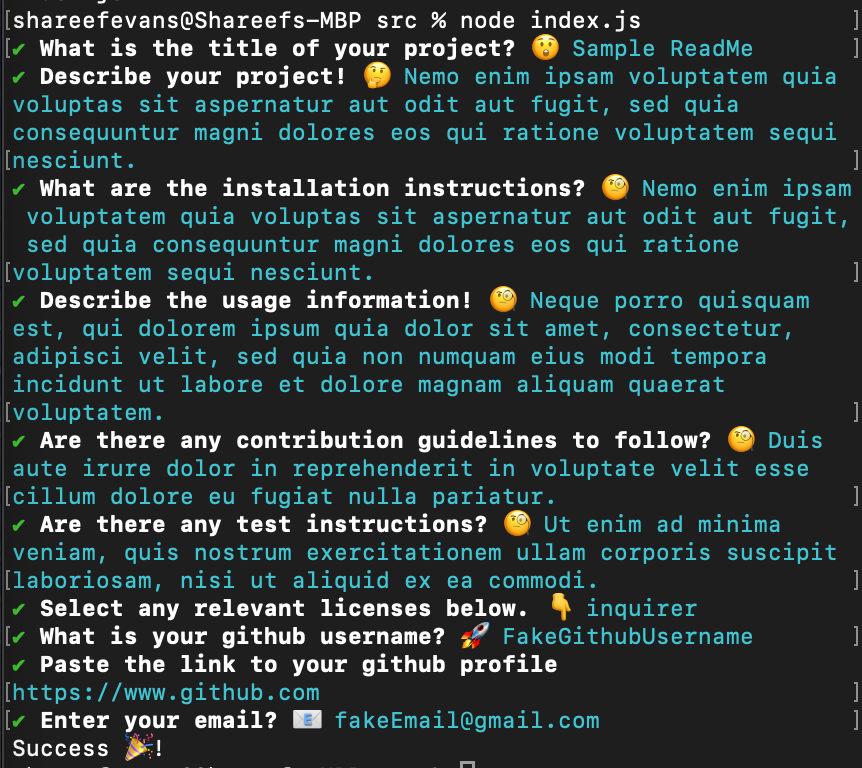 [shareefevans@Shareefs-MBP src % node index.js ]
[✔ What is the title of your project? 😲 Sample ReadMe ]
✔ Describe your project! 🤔 Nemo enim ipsam voluptatem quia
voluptas sit aspernatur aut odit aut fugit, sed quia
consequuntur magni dolores eos qui ratione voluptatem sequi
[nesciunt. ]
✔ What are the installation instructions? 🧐 Nemo enim ipsam
voluptatem quia voluptas sit aspernatur aut odit aut fugit,
sed quia consequuntur magni dolores eos qui ratione
[voluptatem sequi nesciunt. ]
✔ Describe the usage information! 🧐 Neque porro quisquam
est, qui dolorem ipsum quia dolor sit amet, consectetur,
adipisci velit, sed quia non numquam eius modi tempora
incidunt ut labore et dolore magnam aliquam quaerat
[voluptatem. ]
✔ Are there any contribution guidelines to follow? 🧐 Duis
aute irure dolor in reprehenderit in voluptate velit esse
[cillum dolore eu fugiat nulla pariatur. ]
✔ Are there any test instructions? 🧐 Ut enim ad minima
veniam, quis nostrum exercitationem ullam corporis suscipit
[laboriosam, nisi ut aliquid ex ea commodi. ]
✔ Select any relevant licenses below. 👇 inquirer
[✔ What is your github username? 🚀 FakeGithubUsername ]
✔ Paste the link to your github profile
[https://www.github.com ]
[✔ Enter your email? 📧 fakeEmail@gmail.com ]
Success 🎉!